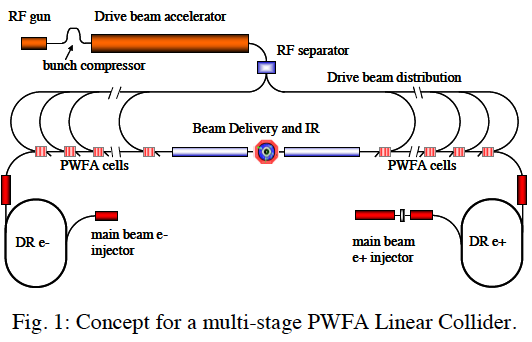 RF gun
Drive beam accelerator
bunch compressor
RF separator
Drive beam distribution
Beam Delivery and IR
PWFA cells
PWFA cells
DR e-
main beam e-
injector
main beam
e+ injector
DR e+
Fig. 1: Concept for a multi-stage PWFA Linear Collider.